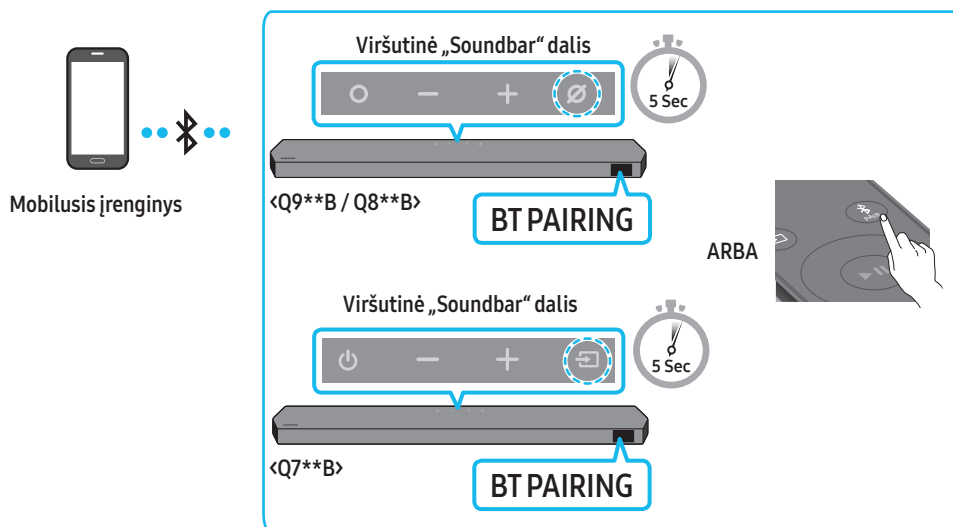 Viršutinė „Soundbar“ dalis
5 Sec
Mobilusis įrenginys
<Q9**B / Q8**B>
BT PAIRING
ARBA
PAIR
Viršutinė „Soundbar“ dalis
5 Sec
<Q7**B>
BT PAIRING